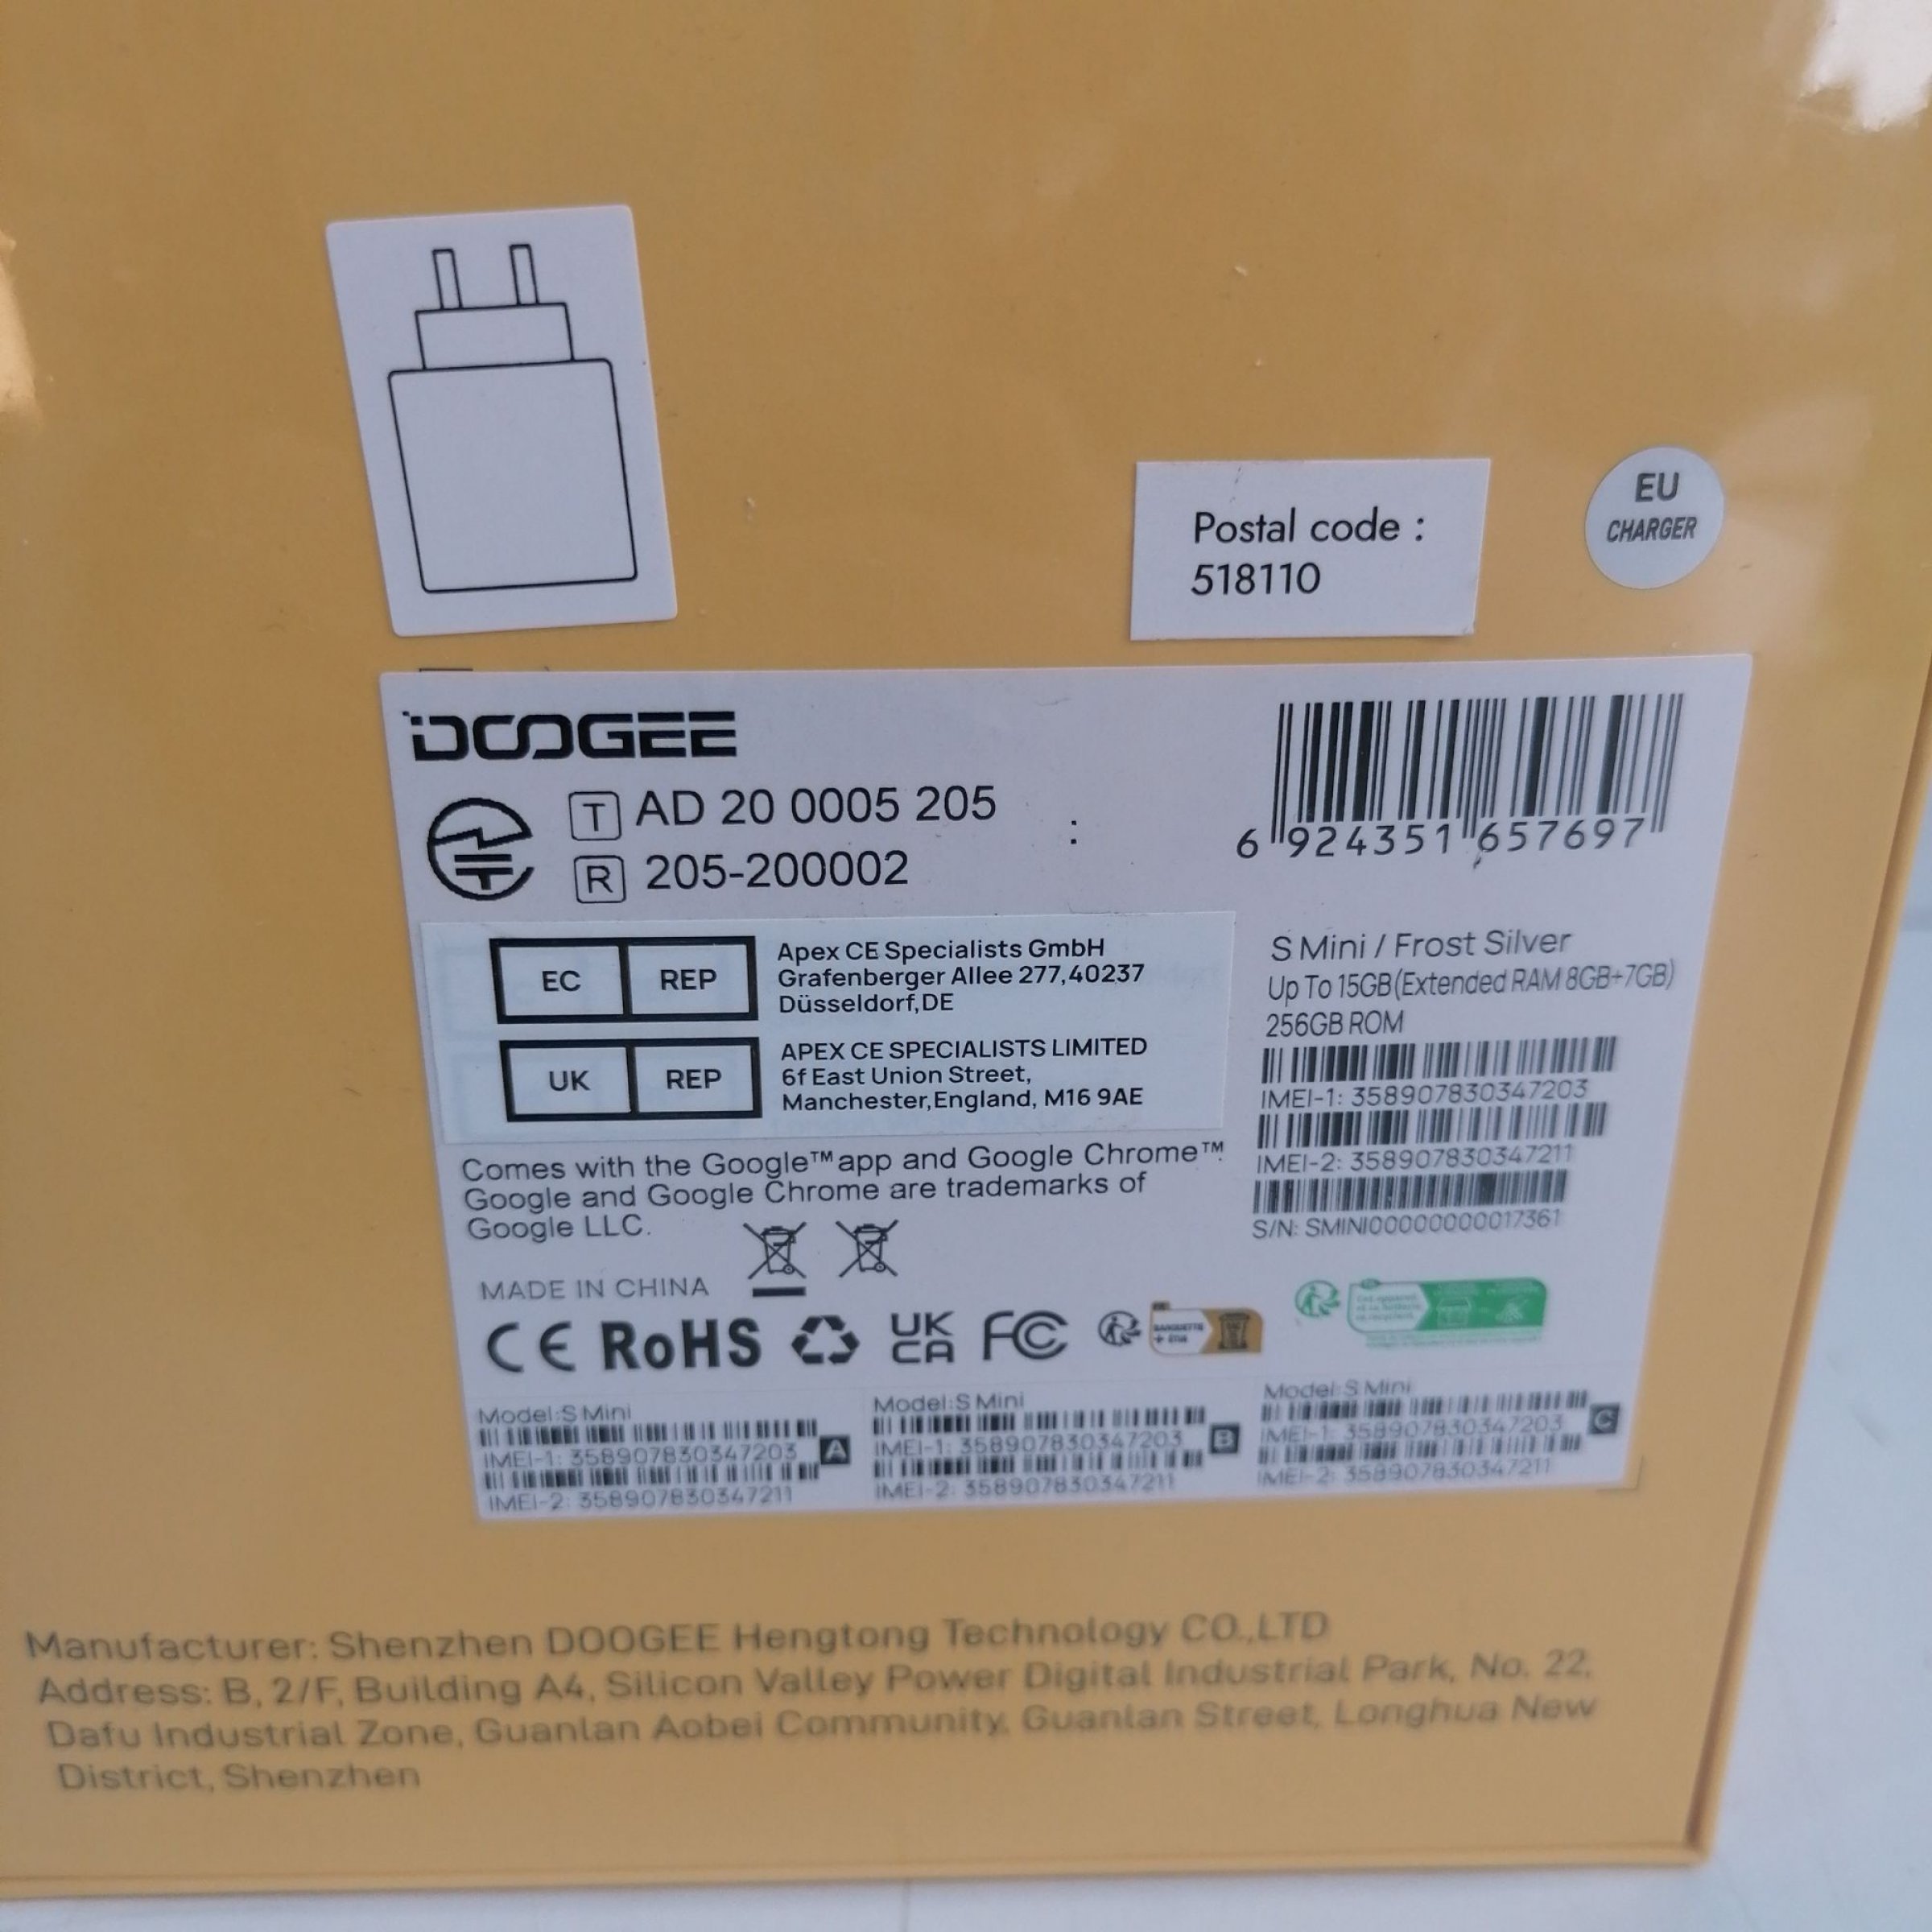 Postal code :
518110
EU
CHARGER
DOOGEE
T AD 20 0005 205
:
R 205-200002
6 924351 657697
EC REP
Apex CE Specialists GmbH
Grafenberger Allee 277,40237
Düsseldorf,DE
UK REP
APEX CE SPECIALISTS LIMITED
6f East Union Street,
Manchester,England, M16 9AE
S Mini / Frost Silver
Up To 15GB(Extended RAM 8GB+7GB)
256GB ROM
IMEI-1: 358907830347203
IMEI-2: 358907830347211
S/N: SMINI00000000017361
Comes with the Google™ app and Google Chrome™
Google and Google Chrome are trademarks of
Google LLC.
MADE IN CHINA
CE RoHS UK CA FC
Model:S Mini
IMEI-1: 358907830347203 A
IMEI-2: 358907830347211
Model:S Mini
IMEI-1: 358907830347203 B
IMEI-2: 358907830347211
Model:S Mini
IMEI-1: 358907830347203 C
IMEI-2: 358907830347211
Manufacturer: Shenzhen DOOGEE Hengtong Technology CO.,LTD
Address: B, 2/F, Building A4, Silicon Valley Power Digital Industrial Park, No. 22,
Dafu Industrial Zone, Guanlan Aobei Community, Guanlan Street, Longhua New
District, Shenzhen